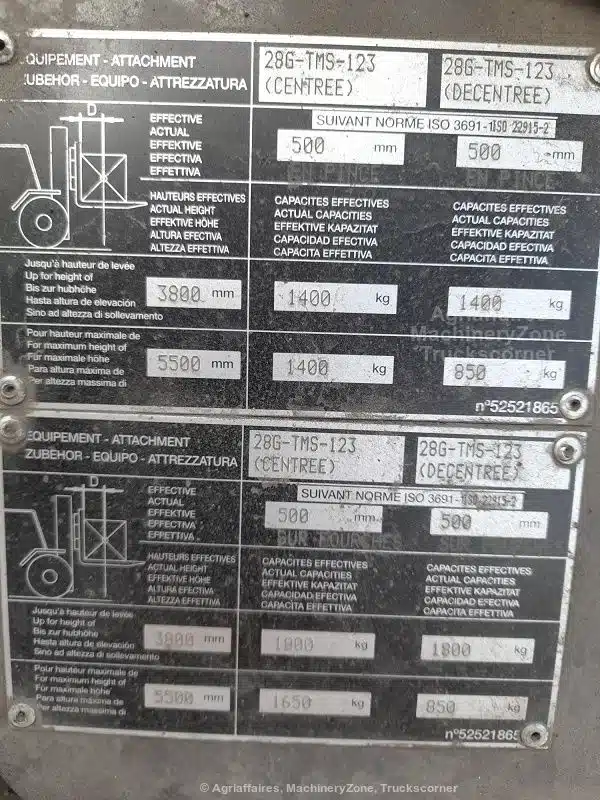 EQUIPEMENT - ATTACHMENT
ZUBEHOR - EQUIPO - ATTREZZATURA
28G-TMS-123
(CENTREE)
28G-TMS-123
(DECENTREE)
D
EFFECTIVE
ACTUAL
EFFEKTIVE
EFFECTIVA
EFFETTIVA
SUIVANT NORME ISO 3691-1 ISO 22915-2
500 mm
500 mm
EN PINCE
EN PINCE
HAUTEURS EFFECTIVES
ACTUAL HEIGHT
EFFEKTIVE HÖHE
ALTURA EFECTIVA
ALTEZZA EFFETTIVA
CAPACITES EFFECTIVES
ACTUAL CAPACITIES
EFFEKTIVE KAPAZITAT
CAPACIDAD EFECTIVA
CAPACITA EFFETTIVA
CAPACITES EFFECTIVES
ACTUAL CAPACITIES
EFFEKTIVE KAPAZITAT
CAPACIDAD EFECTIVA
CAPACITA EFFETTIVA
Jusqu'à hauteur de levée
Up for height of
Bis zur hubhöhe
Hasta altura de elevación
Sino ad altezza di sollevamento
3800 mm
1400 kg
1400 kg
Pour hauteur maximale de
For maximum height of
Für maximale höhe
Para altura máxima de
Per altezza massima di
5500 mm
1400 kg
850 kg
MachineryZone,
Truckscorner
n°52521865
EQUIPEMENT - ATTACHMENT
ZUBEHOR - EQUIPO - ATTREZZATURA
28G-TMS-123
(CENTREE)
28G-TMS-123
(DECENTREE)
D
EFFECTIVE
ACTUAL
EFFEKTIVE
EFFECTIVA
EFFETTIVA
SUIVANT NORME ISO 3691-1 ISO 22915-2
500 mm
500 mm
SUR FOURCHES
HAUTEURS EFFECTIVES
ACTUAL HEIGHT
EFFEKTIVE HÖHE
ALTURA EFECTIVA
ALTEZZA EFFETTIVA
CAPACITES EFFECTIVES
ACTUAL CAPACITIES
EFFEKTIVE KAPAZITAT
CAPACIDAD EFECTIVA
CAPACITA EFFETTIVA
CAPACITES EFFECTIVES
ACTUAL CAPACITIES
EFFEKTIVE KAPAZITAT
CAPACIDAD EFECTIVA
CAPACITA EFFETTIVA
Jusqu'à hauteur de levée
Up for height of
Bis zur hubhöhe
Hasta altura de elevación
Sino ad altezza di sollevamento
3800 mm
1800 kg
1800 kg
Pour hauteur maximale de
For maximum height of
Für maximale höhe
Para altura máxima de
Per altezza massima di
5500 mm
1650 kg
850 kg
n°52521865
© Agriaffaires, MachineryZone, Truckscorner